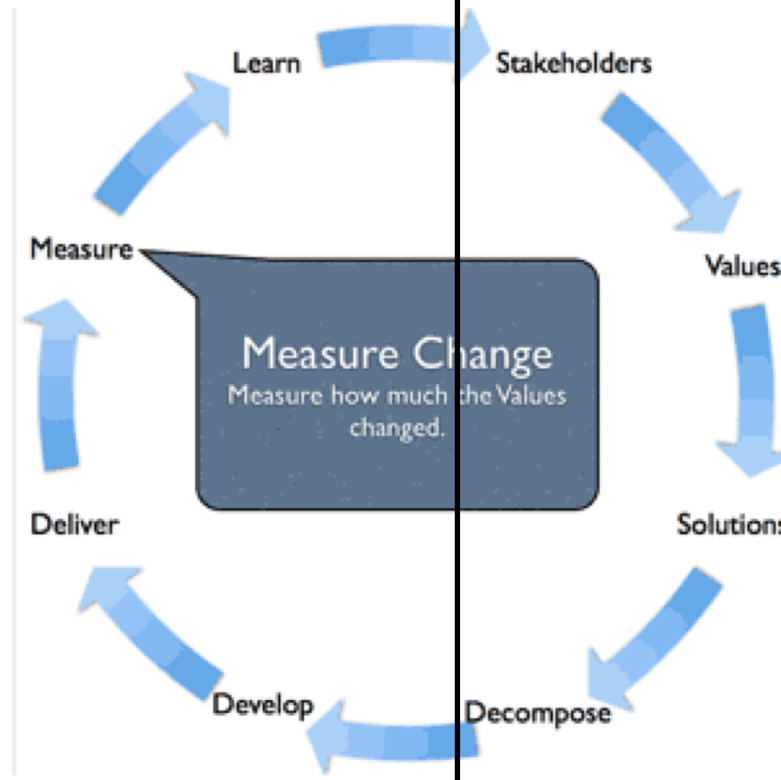 Learn
Stakeholders
Measure
Values
Measure Change
Measure how much the Values
changed.
Deliver
Solutions
Develop
Decompose